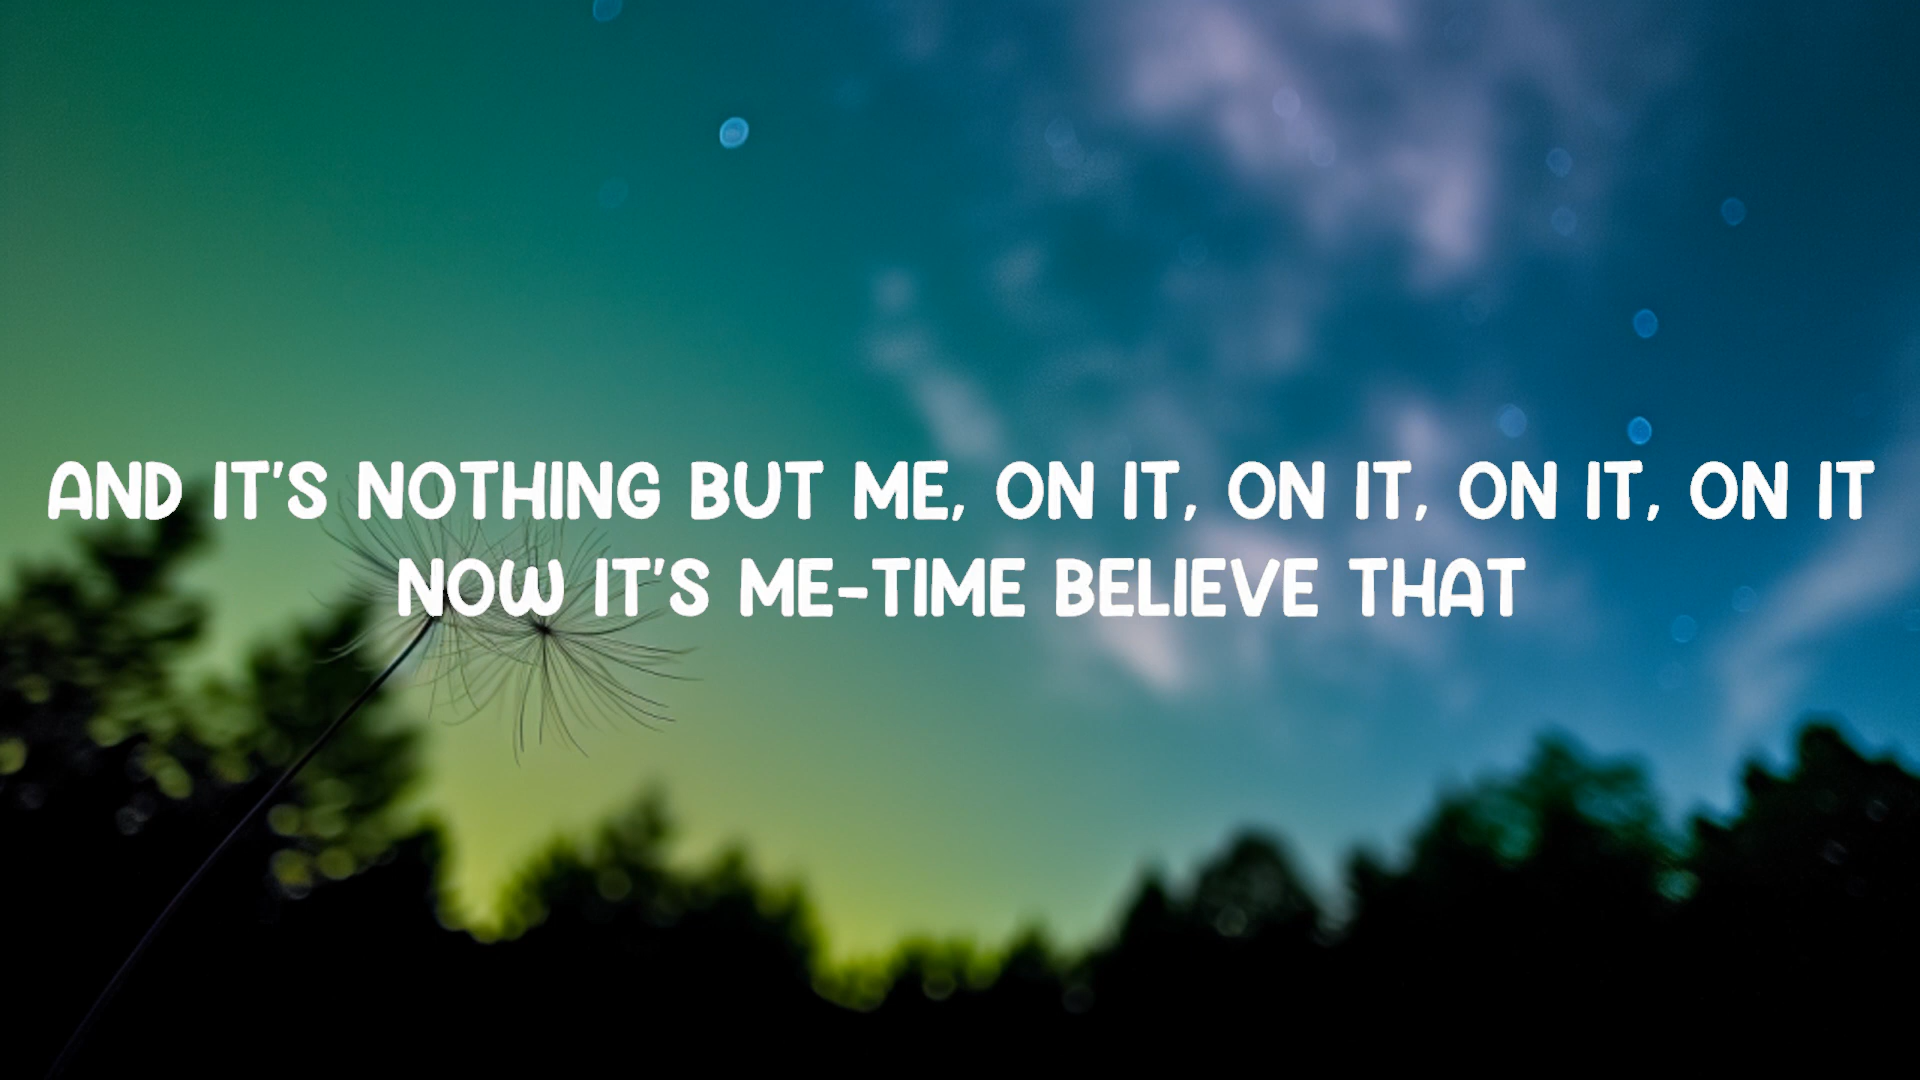 AND IT'S NOTHING BUT ME, ON IT, ON IT, ON IT, ON IT
NOW IT'S ME-TIME BELIEVE THAT